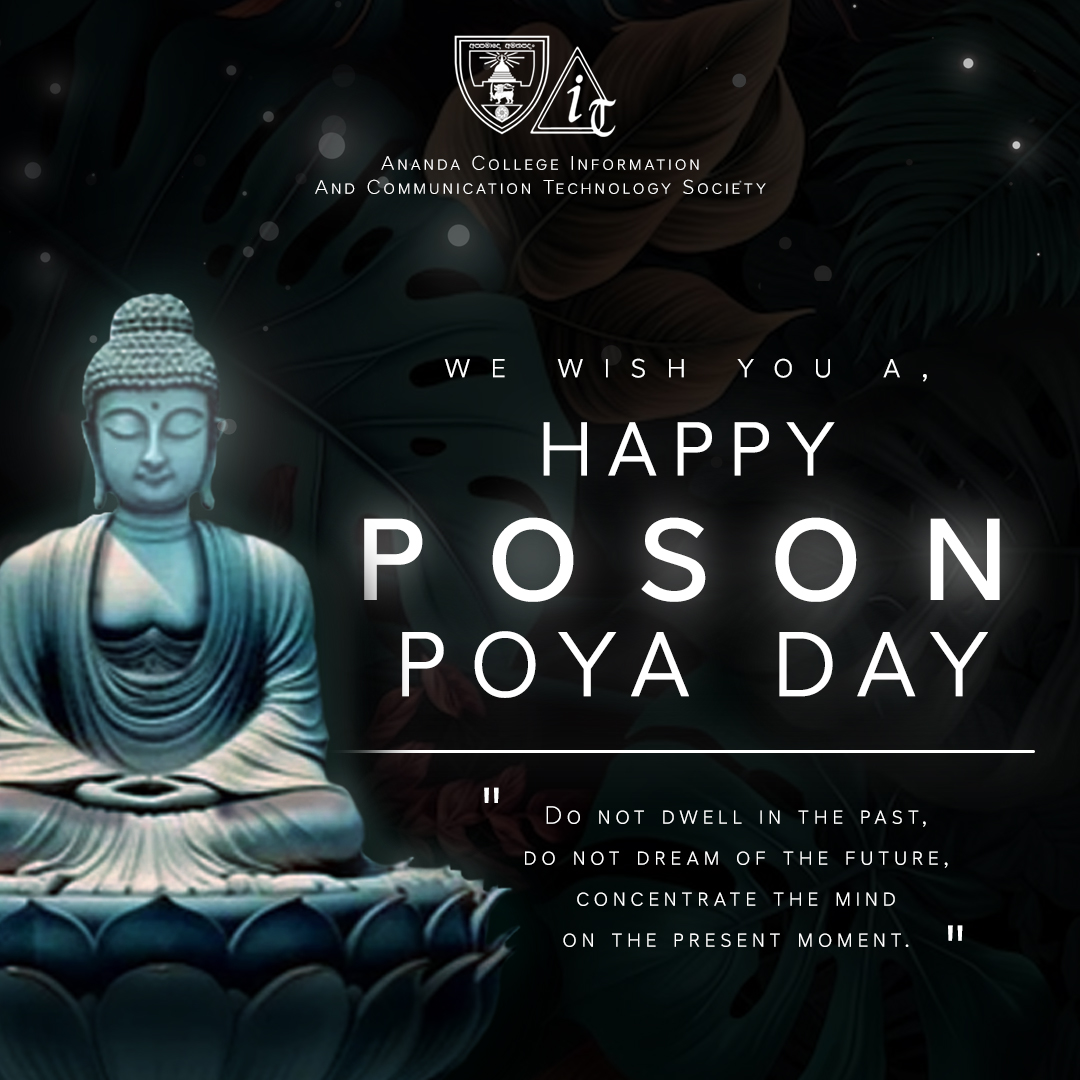 iT
Ananda College Information
And Communication Technology Society
WE WISH YOU A,
HAPPY
POSON
POYA DAY
" Do not dwell in the past,
do not dream of the future,
concentrate the mind
on the present moment. "